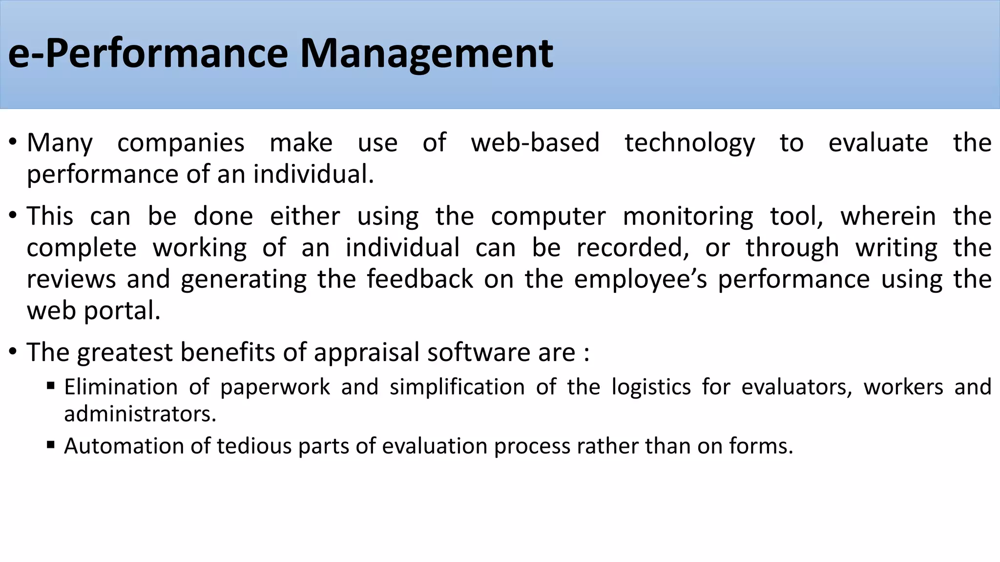 e-Performance Management
• Many companies make use of web-based technology to evaluate the
performance of an individual.
• This can be done either using the computer monitoring tool, wherein the
complete working of an individual can be recorded, or through writing the
reviews and generating the feedback on the employee’s performance using the
web portal.
• The greatest benefits of appraisal software are :
▪ Elimination of paperwork and simplification of the logistics for evaluators, workers and
administrators.
▪ Automation of tedious parts of evaluation process rather than on forms.